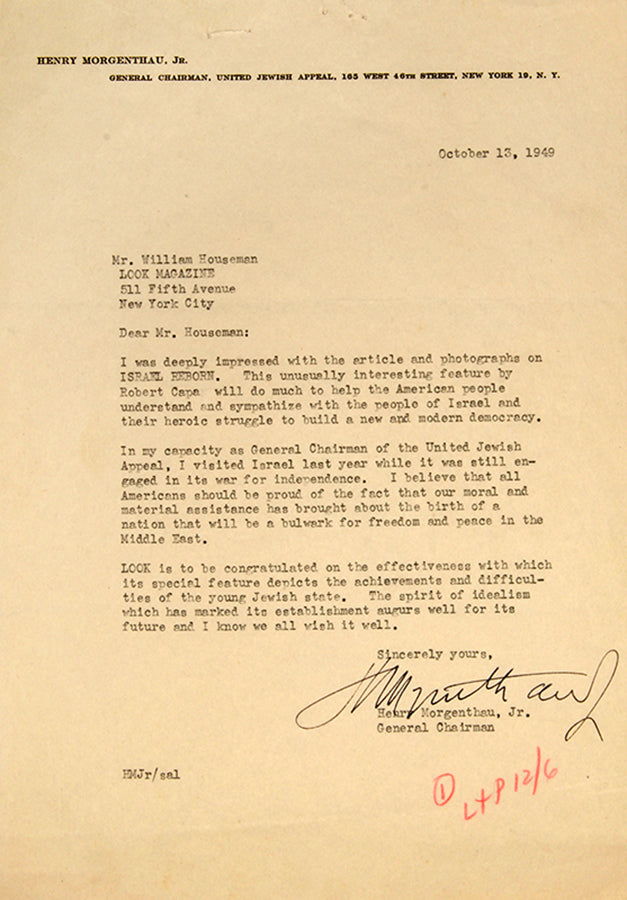 HENRY MORGENTHAU, Jr.
GENERAL CHAIRMAN, UNITED JEWISH APPEAL, 165 WEST 46TH STREET, NEW YORK 19, N. Y.
October 13, 1949
Mr. William Houseman
LOOK MAGAZINE
511 Fifth Avenue
New York City
Dear Mr. Houseman:
I was deeply impressed with the article and photographs on
ISRAEL REBORN. This unusually interesting feature by
Robert Capa will do much to help the American people
understand and sympathize with the people of Israel and
their heroic struggle to build a new and modern democracy.
In my capacity as General Chairman of the United Jewish
Appeal, I visited Israel last year while it was still en-
gaged in its war for independence. I believe that all
Americans should be proud of the fact that our moral and
material assistance has brought about the birth of a
nation that will be a bulwark for freedom and peace in the
Middle East.
LOOK is to be congratulated on the effectiveness with which
its special feature depicts the achievements and difficul-
ties of the young Jewish state. The spirit of idealism
which has marked its establishment augurs well for its
future and I know we all wish it well.
Sincerely yours,
HMorgenthau Jr
Henry Morgenthau, Jr.
General Chairman
HMJr/sal
① L+P 12/6